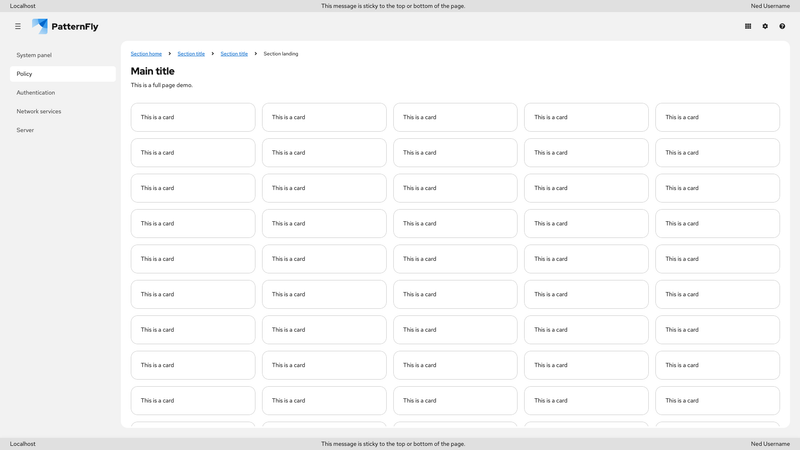 Localhost This message is sticky to the top or bottom of the page. Ned Username
PatternFly
System panel
Policy
Authentication
Network services
Server
Section home Section title Section title Section landing
Main title
This is a full page demo.
This is a card This is a card This is a card This is a card This is a card
This is a card This is a card This is a card This is a card This is a card
This is a card This is a card This is a card This is a card This is a card
This is a card This is a card This is a card This is a card This is a card
This is a card This is a card This is a card This is a card This is a card
This is a card This is a card This is a card This is a card This is a card
This is a card This is a card This is a card This is a card This is a card
This is a card This is a card This is a card This is a card This is a card
This is a card This is a card This is a card This is a card This is a card
Localhost This message is sticky to the top or bottom of the page. Ned Username